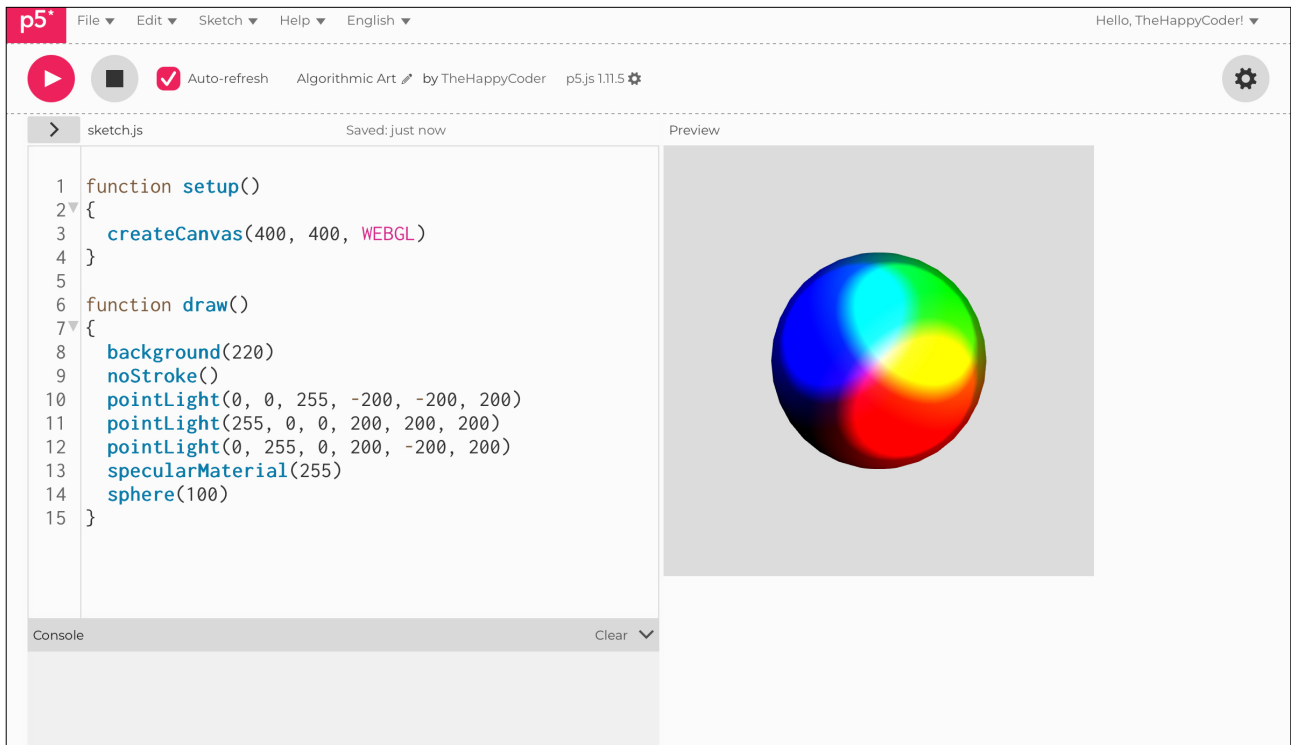 p5* File Edit Sketch Help English Hello, TheHappyCoder!
Auto-refresh Algorithmic Art by TheHappyCoder p5.js 1.11.5
sketch.js Saved: just now Preview
1 function setup()
2 {
3   createCanvas(400, 400, WEBGL)
4 }
5
6 function draw()
7 {
8   background(220)
9   noStroke()
10   pointLight(0, 0, 255, -200, -200, 200)
11   pointLight(255, 0, 0, 200, 200, 200)
12   pointLight(0, 255, 0, 200, -200, 200)
13   specularMaterial(255)
14   sphere(100)
15 }
Console Clear